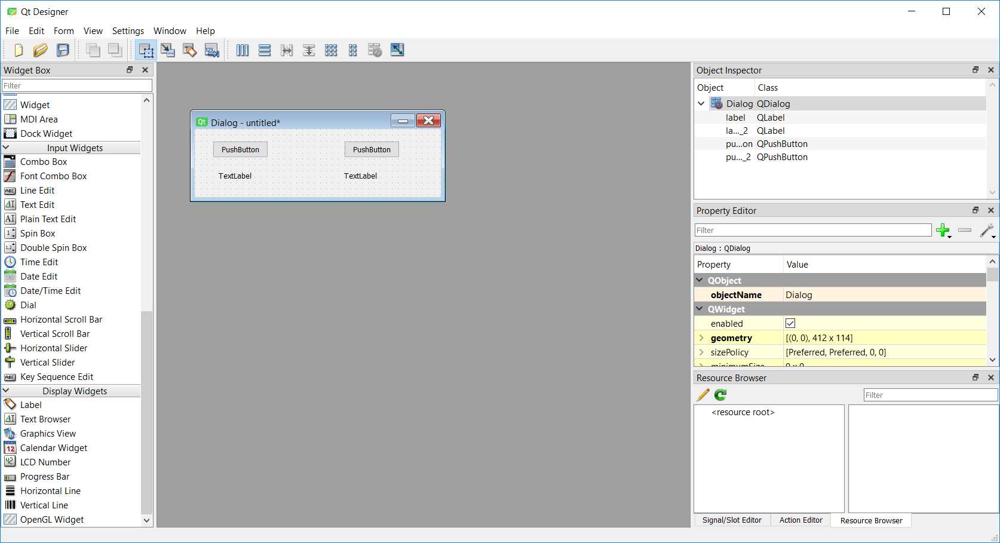 Qt Designer
File Edit Form View Settings Window Help
Widget Box
Filter
Widget
MDI Area
Dock Widget
Input Widgets
Combo Box
Font Combo Box
Line Edit
Text Edit
Plain Text Edit
Spin Box
Double Spin Box
Time Edit
Date Edit
Date/Time Edit
Dial
Horizontal Scroll Bar
Vertical Scroll Bar
Horizontal Slider
Vertical Slider
Key Sequence Edit
Display Widgets
Label
Text Browser
Graphics View
Calendar Widget
LCD Number
Progress Bar
Horizontal Line
Vertical Line
OpenGL Widget
Qt Dialog - untitled*
PushButton PushButton
TextLabel TextLabel
Object Inspector
Object Class
Dialog QDialog
label QLabel
la..._2 QLabel
pu...on QPushButton
pu..._2 QPushButton
Property Editor
Filter
Dialog : QDialog
Property Value
QObject
objectName Dialog
QWidget
enabled
geometry [(0, 0), 412 x 114]
sizePolicy [Preferred, Preferred, 0, 0]
minimumSize 0 x 0
Resource Browser
Filter
<resource root>
Signal/Slot Editor Action Editor Resource Browser